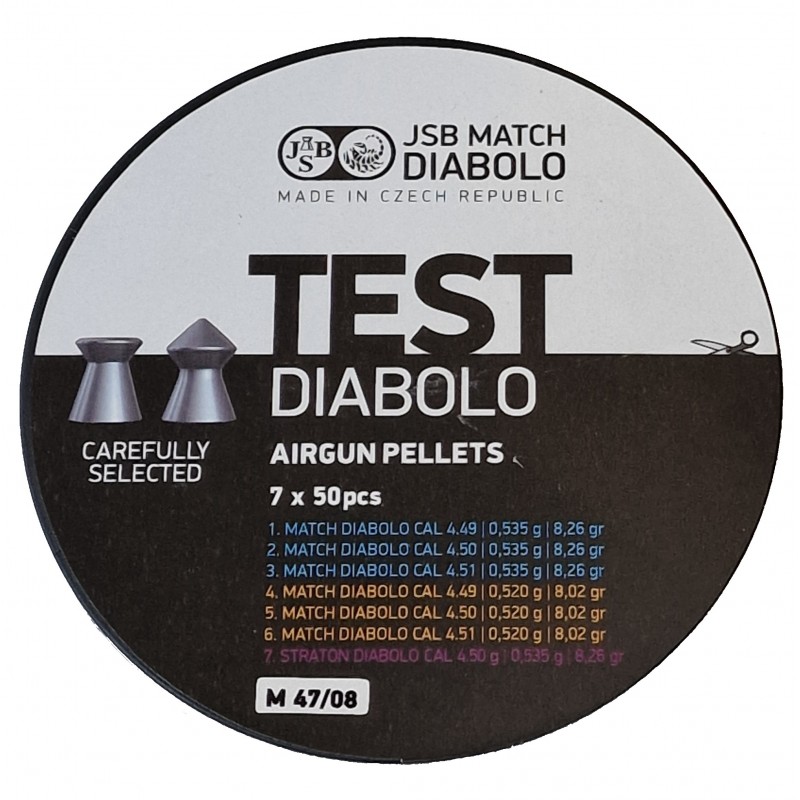 JSB
JSB MATCH
DIABOLO
MADE IN CZECH REPUBLIC
TEST
DIABOLO
CAREFULLY
SELECTED
AIRGUN PELLETS
7 x 50pcs
1. MATCH DIABOLO CAL 4.49 | 0,535 g | 8,26 gr
2. MATCH DIABOLO CAL 4.50 | 0,535 g | 8,26 gr
3. MATCH DIABOLO CAL 4.51 | 0,535 g | 8,26 gr
4. MATCH DIABOLO CAL 4.49 | 0,520 g | 8,02 gr
5. MATCH DIABOLO CAL 4.50 | 0,520 g | 8,02 gr
6. MATCH DIABOLO CAL 4.51 | 0,520 g | 8,02 gr
7. STRATON DIABOLO CAL 4.50 g | 0,535 g | 8,26 gr
M 47/08